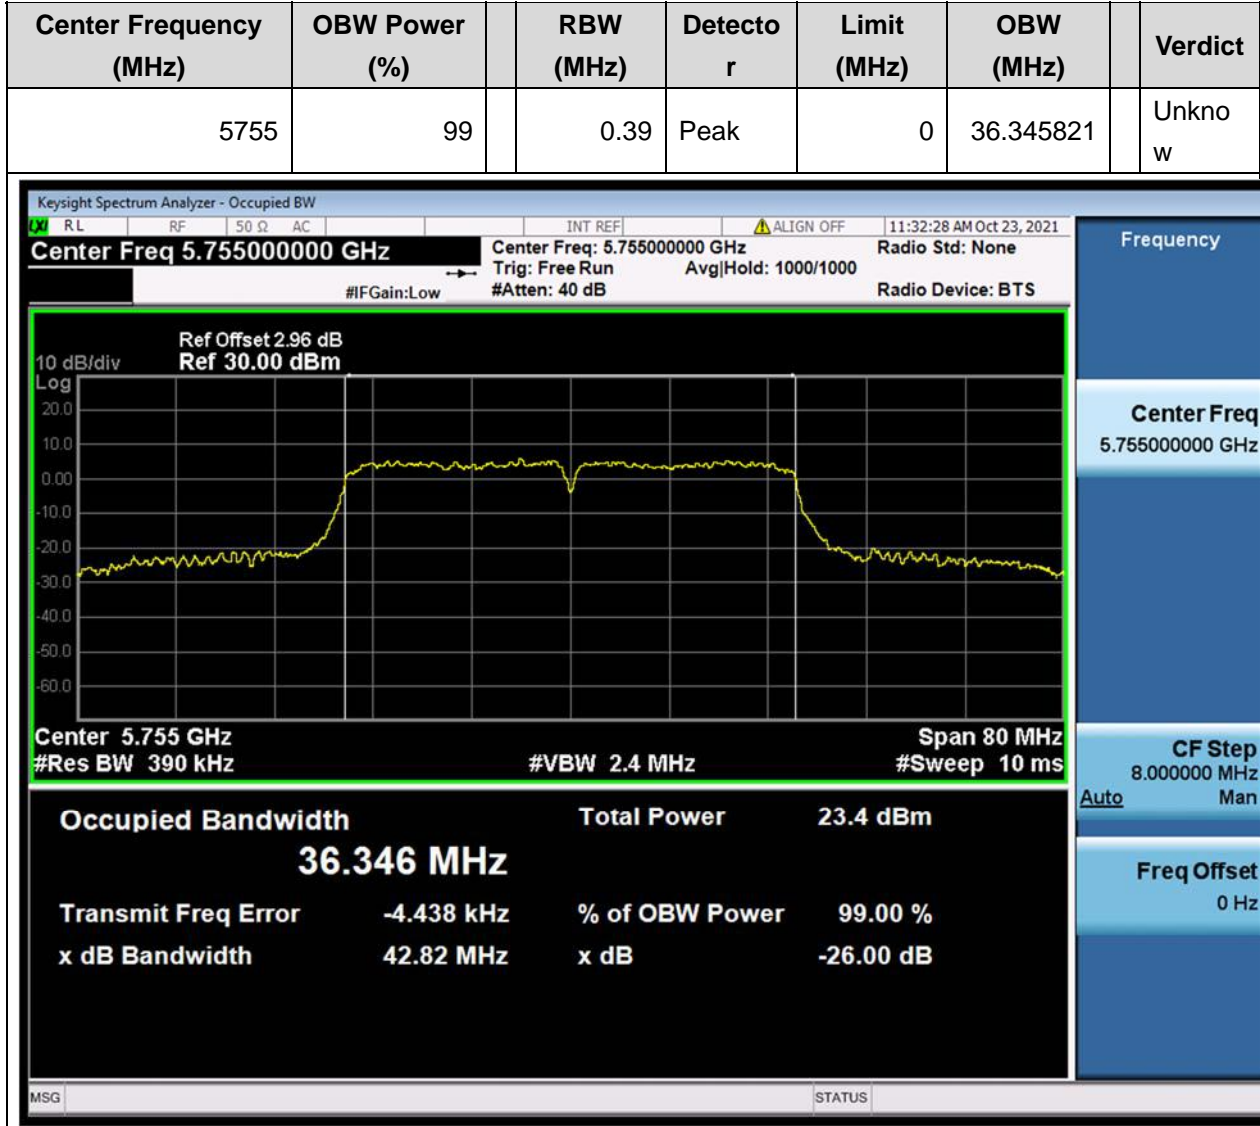 Center Frequency (MHz) OBW Power (%) RBW (MHz) Detecto r Limit (MHz) OBW (MHz) Verdict
5755 99 0.39 Peak 0 36.345821 Unkno w
Keysight Spectrum Analyzer - Occupied BW
LXI RL RF 50 Ω AC INT REF ALIGN OFF 11:32:28 AM Oct 23, 2021
Center Freq 5.755000000 GHz
Center Freq: 5.755000000 GHz Radio Std: None
Trig: Free Run Avg|Hold: 1000/1000
#IFGain:Low #Atten: 40 dB Radio Device: BTS
Ref Offset 2.96 dB
10 dB/div Ref 30.00 dBm
Log
20.0
10.0
0.00
-10.0
-20.0
-30.0
-40.0
-50.0
-60.0
Center 5.755 GHz Span 80 MHz
#Res BW 390 kHz #VBW 2.4 MHz #Sweep 10 ms
Occupied Bandwidth Total Power 23.4 dBm
36.346 MHz
Transmit Freq Error -4.438 kHz % of OBW Power 99.00 %
x dB Bandwidth 42.82 MHz x dB -26.00 dB
MSG STATUS
Frequency
Center Freq
5.755000000 GHz
CF Step
8.000000 MHz
Auto Man
Freq Offset
0 Hz